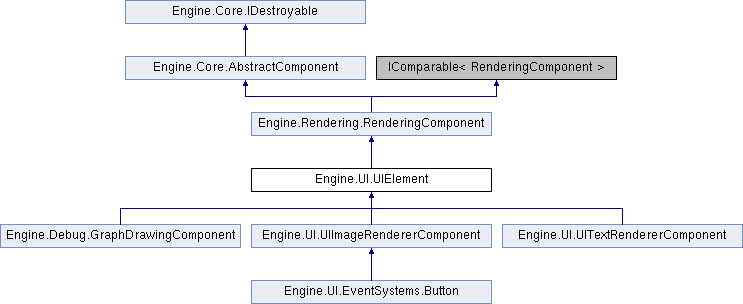 Engine.Core.IDestroyable
Engine.Core.AbstractComponent
IComparable< RenderingComponent >
Engine.Rendering.RenderingComponent
Engine.UI.UIElement
Engine.Debug.GraphDrawingComponent
Engine.UI.UIImageRendererComponent
Engine.UI.UITextRendererComponent
Engine.UI.EventSystems.Button